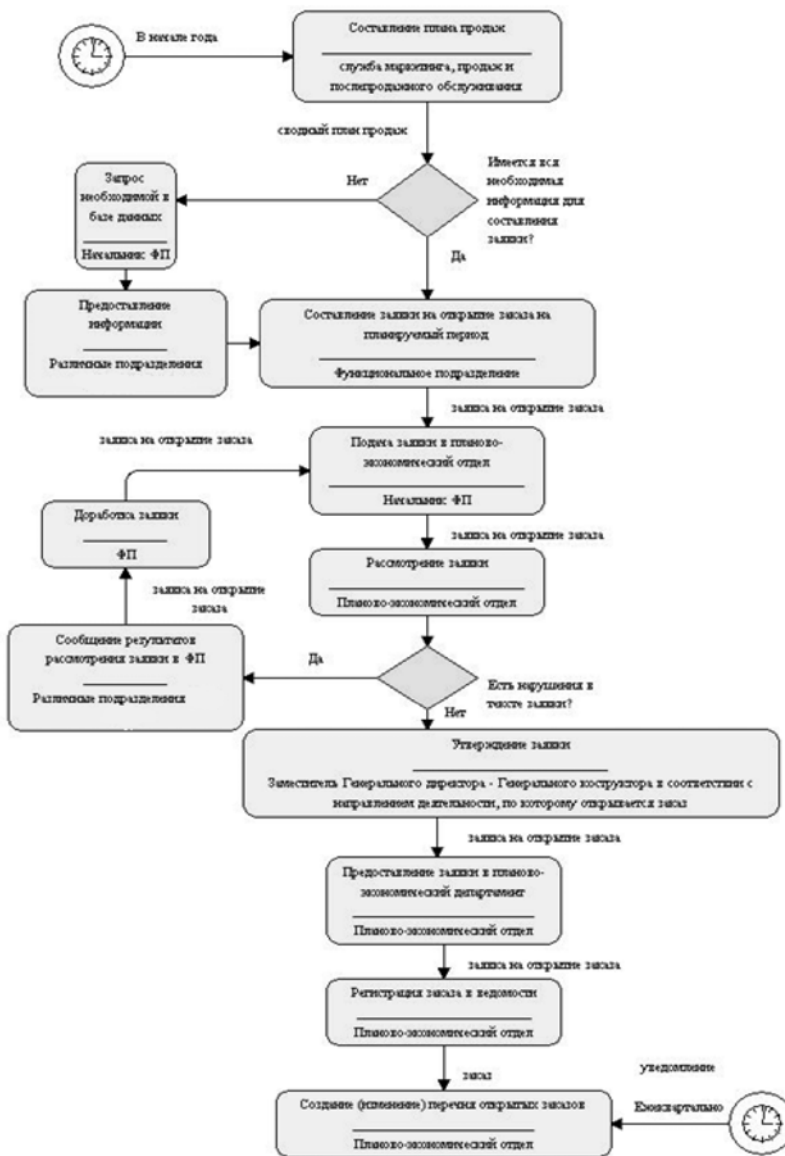 В начале года
Составление плана продаж
служба маркетинга, продаж и
послепродажного обслуживания
сводный план продаж
Имеется вся
необходимая
информация для
составления
заявки?
Нет
Да
Запрос
необходимой в
базе данных
Начальник ФП
Предоставление
информации
Различные подразделения
Составление заявки на открытие заказа на
планируемый период
Функциональное подразделение
заявка на открытие заказа
заявка на открытие заказа
Подача заявки в планово-
экономический отдел
Начальник ФП
Доработка заявки
ФП
заявка на открытие заказа
Рассмотрение заявки
Планово-экономический отдел
заявка на открытие
заказа
Сообщение результатов
рассмотрения заявки в ФП
Различные подразделения
Да
Есть нарушения в
тексте заявки?
Нет
Утверждение заявки
Заместитель Генерального директора - Генерального коструктора в соответствии с
направлением деятельности, по которому открывается заказ
заявка на открытие заказа
Предоставление заявки в планово-
экономический департамент
Планово-экономический отдел
заявка на открытие заказа
Регистрация заказа в ведомости
Планово-экономический отдел
заказ
уведомление
Создание (изменение) перечня открытых заказов
Планово-экономический отдел
Ежеквартально